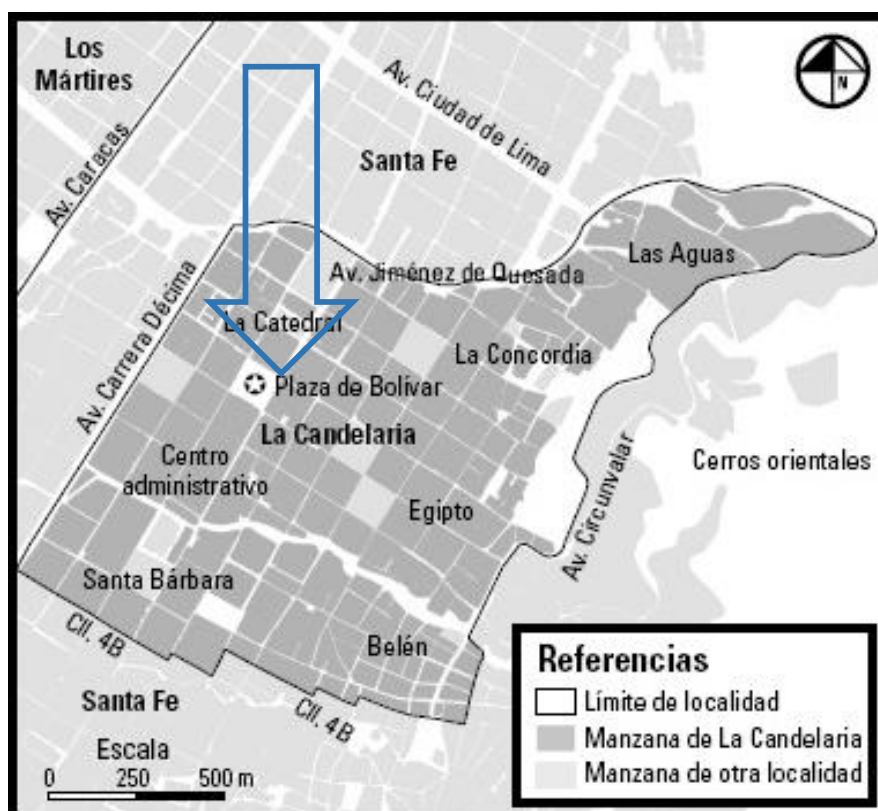 Los
Mártires
Av. Caracas
Av. Ciudad de Lima
N
Santa Fe
Las Aguas
Av. Jiménez de Quesada
Av. Carrera Décima
La Catedral
La Concordia
Plaza de Bolívar
La Candelaria
Centro
administrativo
Cerros orientales
Egipto
Av. Circunvalar
Santa Bárbara
Cll. 4B
Belén
Santa Fe
Cll. 4B
Escala
0 250 500 m
Referencias
Límite de localidad
Manzana de La Candelaria
Manzana de otra localidad